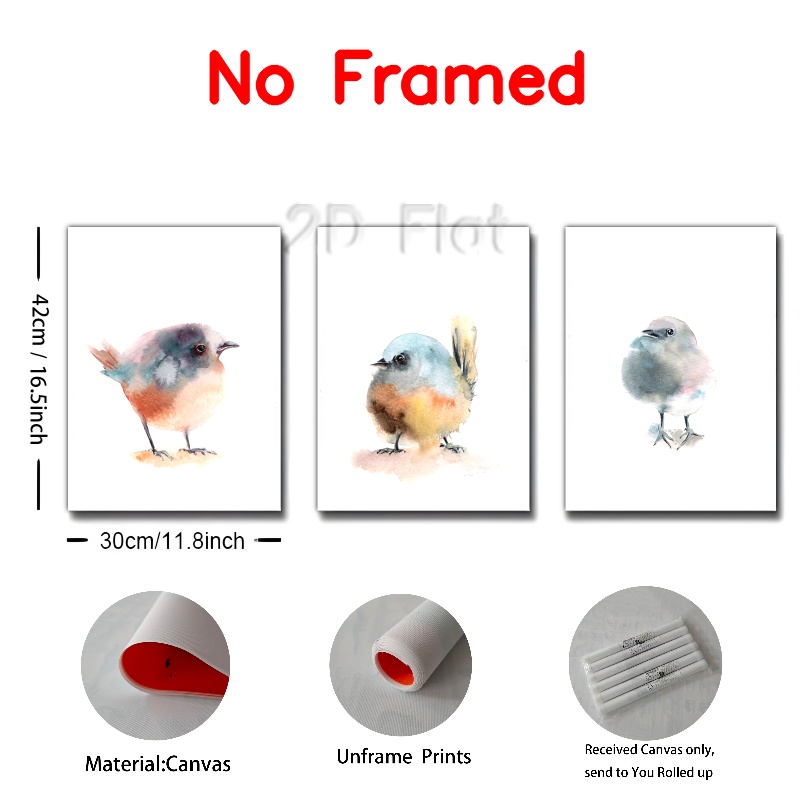 No Framed
2D Flat
42cm / 16.5inch
30cm/11.8inch
Material:Canvas
Unframe Prints
Received Canvas only,
send to You Rolled up